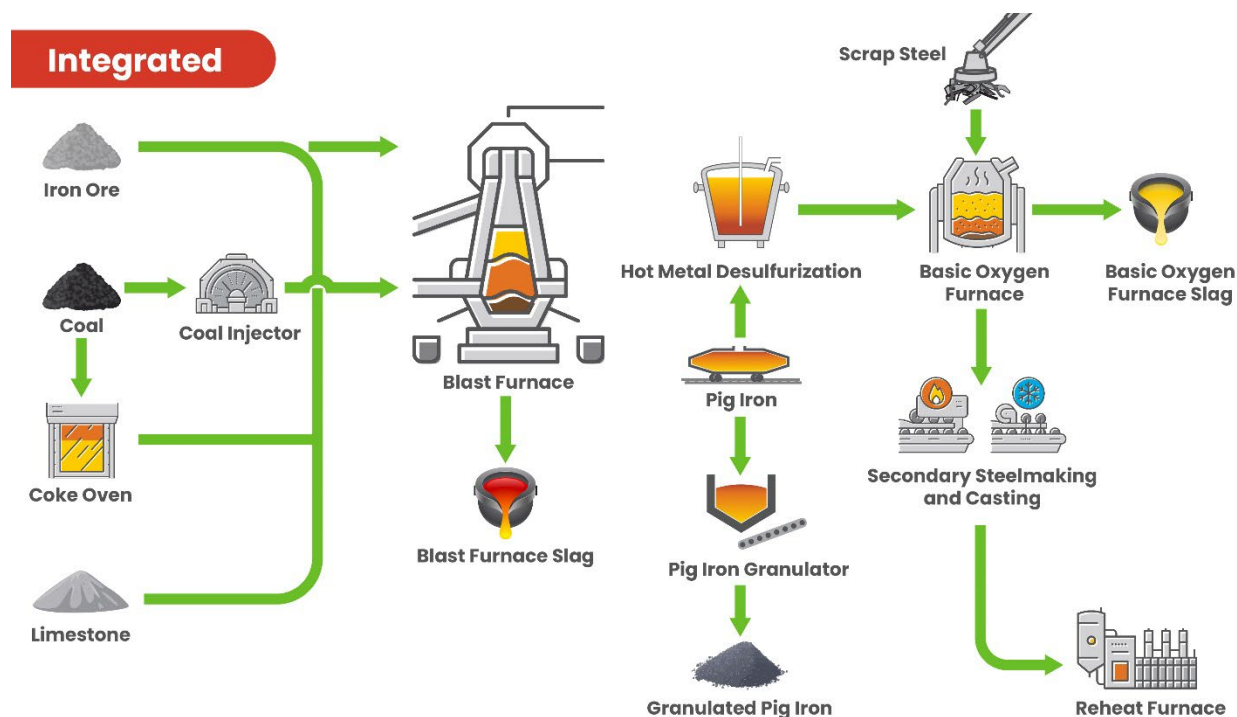 Integrated
Iron Ore
Coal
Coal Injector
Coke Oven
Limestone
Blast Furnace
Blast Furnace Slag
Scrap Steel
Hot Metal Desulfurization
Basic Oxygen
Furnace
Basic Oxygen
Furnace Slag
Pig Iron
Secondary Steelmaking
and Casting
Pig Iron Granulator
Granulated Pig Iron
Reheat Furnace